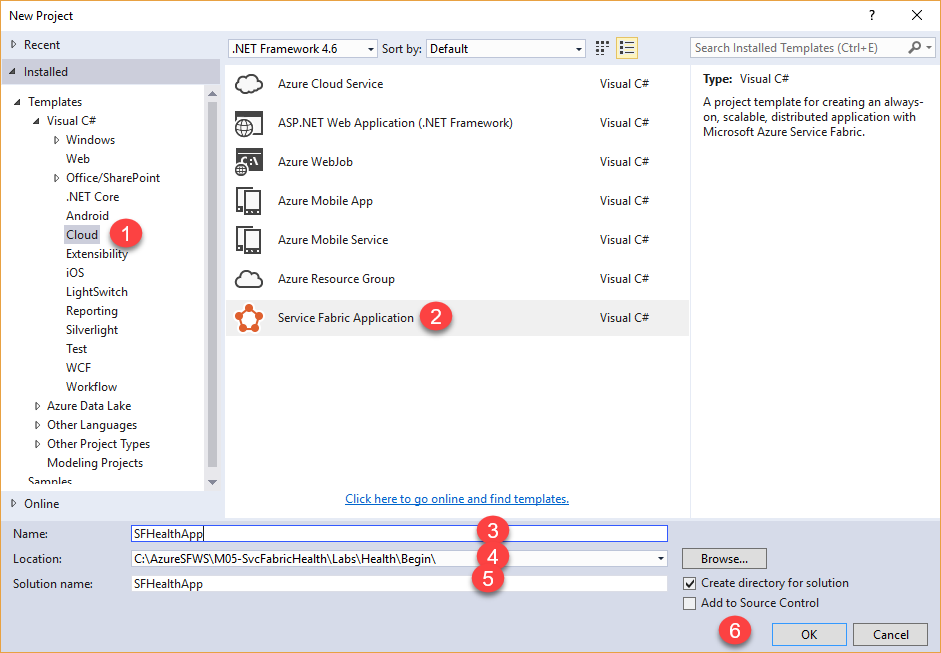 New Project
?
Recent
Installed
Templates
Visual C#
Windows
Web
Office/SharePoint
.NET Core
Android
Cloud
1
Extensibility
iOS
LightSwitch
Reporting
Silverlight
Test
WCF
Workflow
Azure Data Lake
Other Languages
Other Project Types
Modeling Projects
Samples
Online
.NET Framework 4.6 Sort by: Default
Azure Cloud Service Visual C#
ASP.NET Web Application (.NET Framework) Visual C#
C:\
Azure WebJob Visual C#
Azure Mobile App Visual C#
Azure Mobile Service Visual C#
Azure Resource Group Visual C#
Service Fabric Application 2 Visual C#
Click here to go online and find templates.
Search Installed Templates (Ctrl+E)
Type: Visual C#
A project template for creating an always-
on, scalable, distributed application with
Microsoft Azure Service Fabric.
Name: SFHealthApp 3
Location: C:\AzureSFWS\M05-SvcFabricHealth\Labs\Health\Begin\ 4 Browse...
Solution name: SFHealthApp 5
Create directory for solution
Add to Source Control
6 OK Cancel